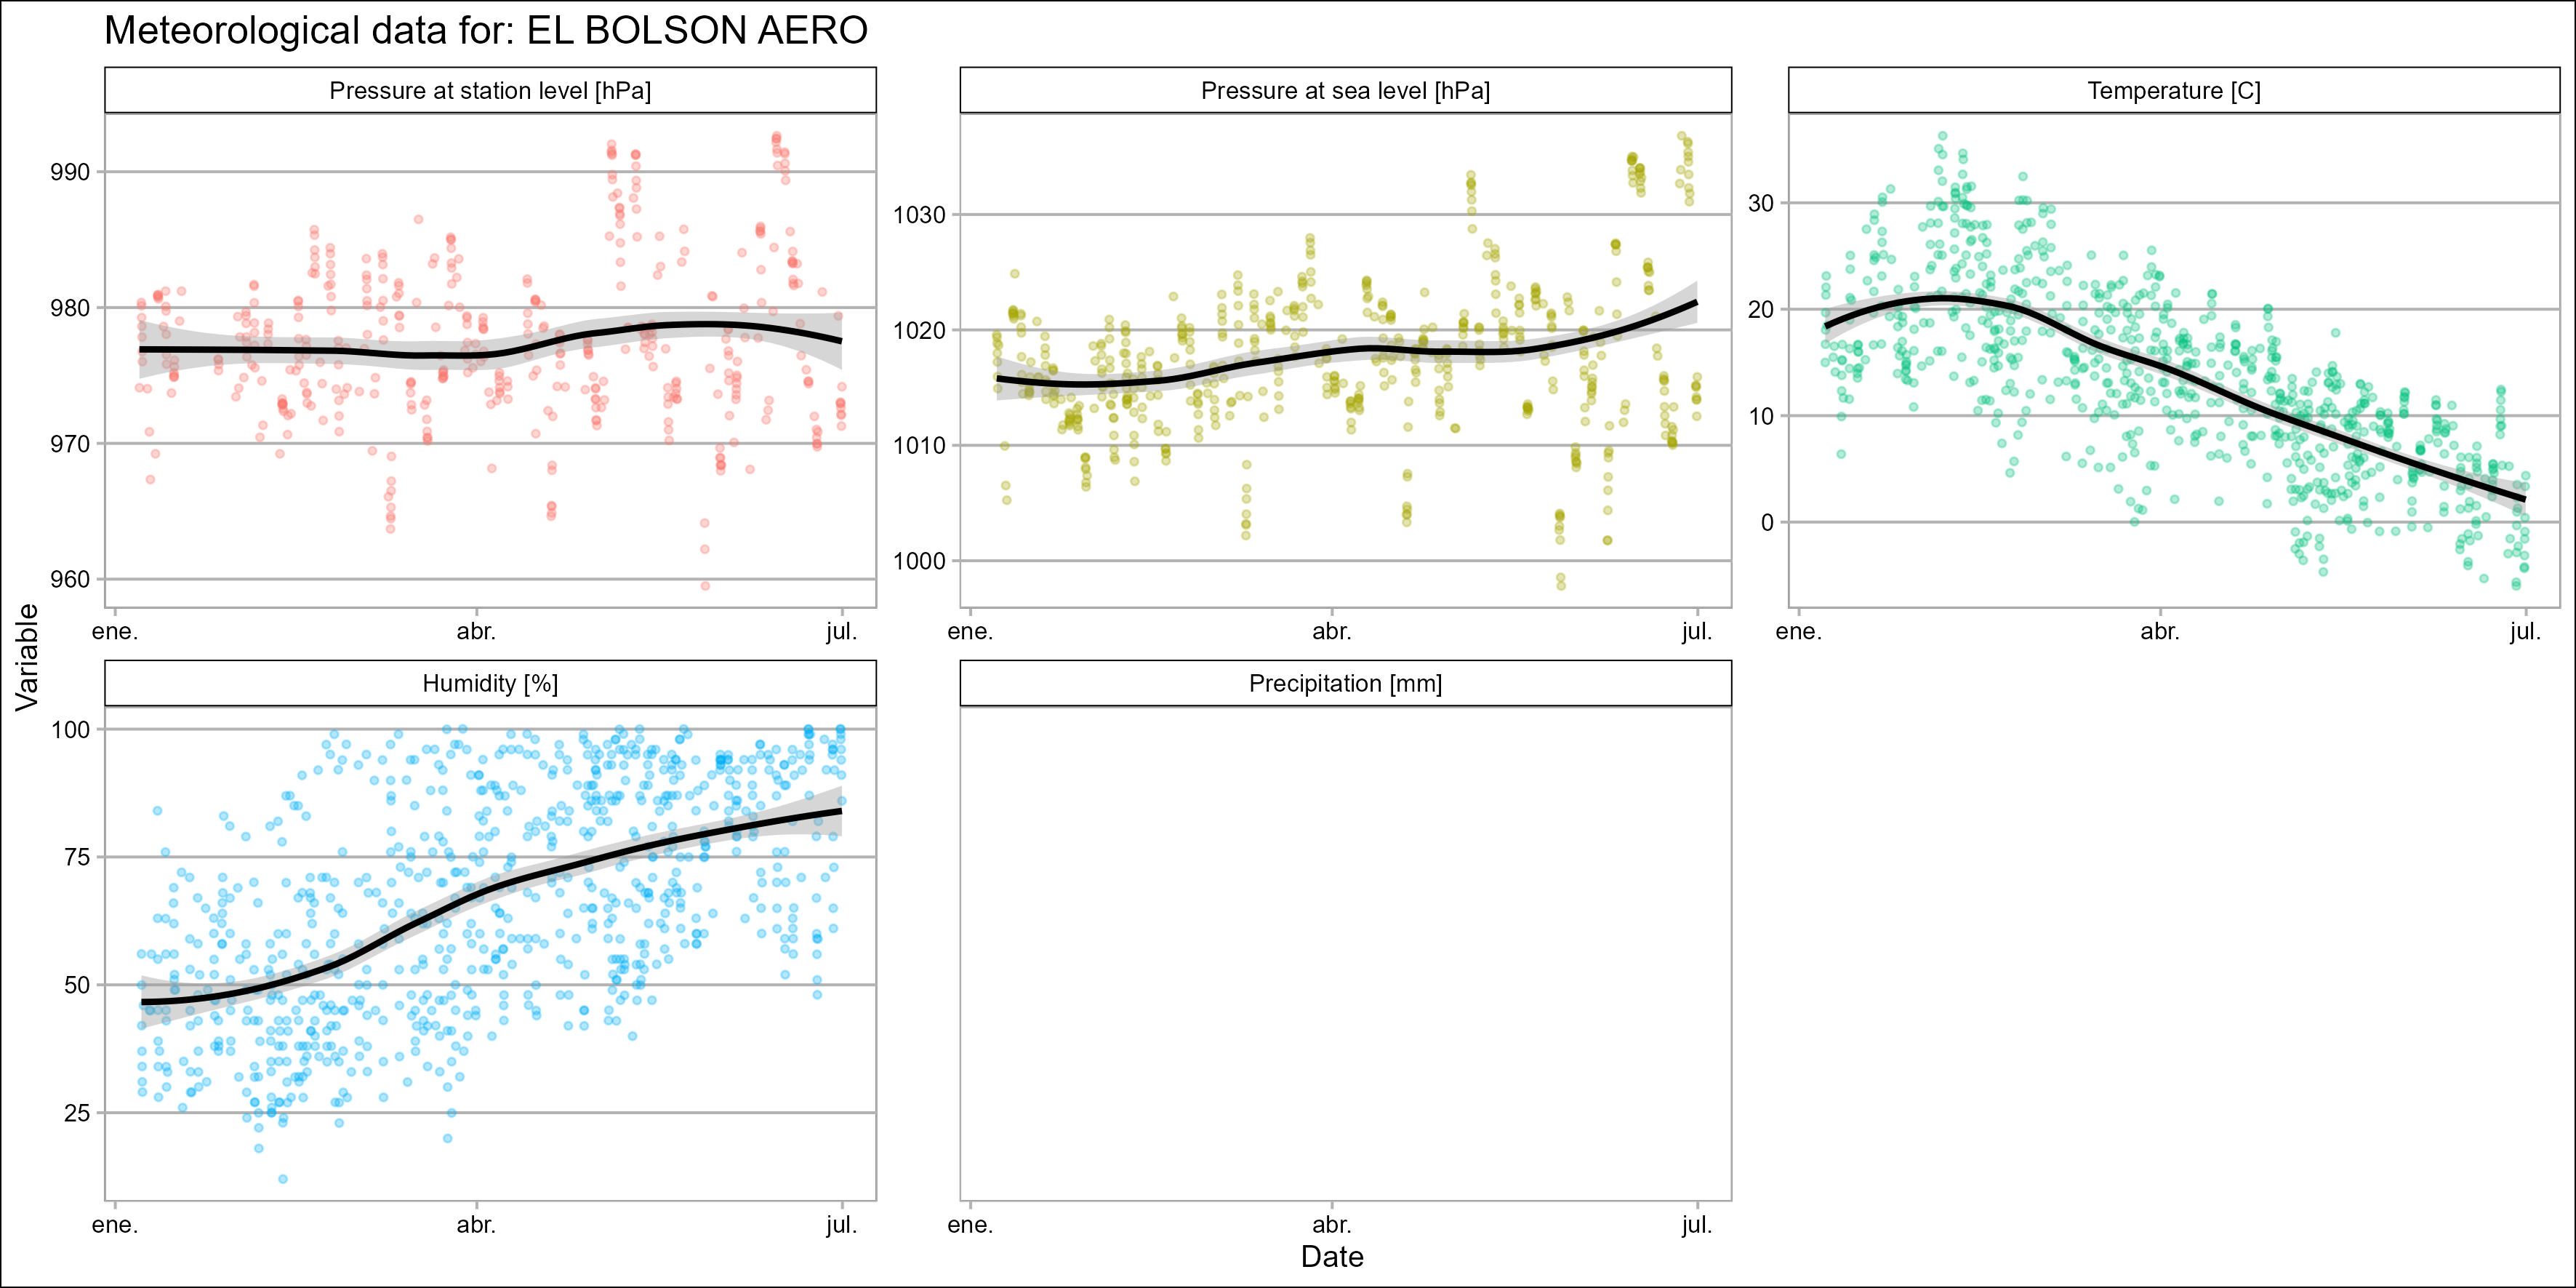 Meteorological data for: EL BOLSON AERO
Pressure at station level [hPa]
990
980
970
960
ene.
abr.
jul.
Pressure at sea level [hPa]
1030
1020
1010
1000
ene.
abr.
jul.
Temperature [C]
30
20
10
0
ene.
abr.
jul.
Variable
Humidity [%]
100
75
50
25
ene.
abr.
jul.
Precipitation [mm]
ene.
abr.
jul.
Date